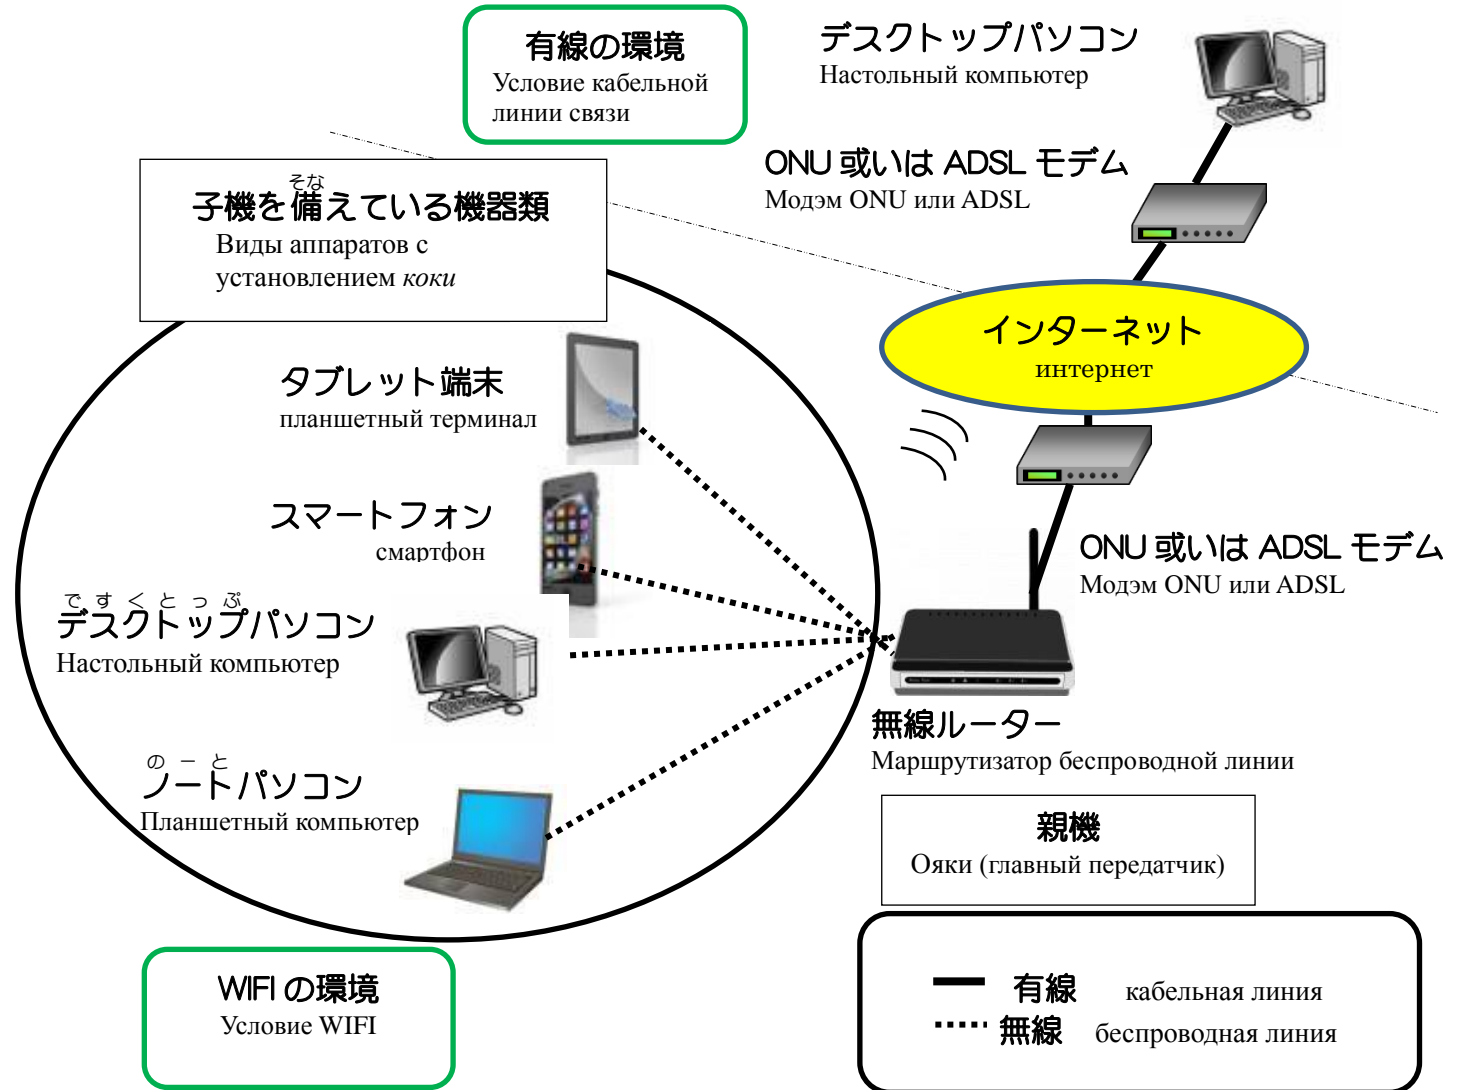 有線の環境
Условие кабельной
линии связи
デスクトップパソコン
Настольный компьютер
ONU 或いは ADSL モデム
Модэм ONU или ADSL
そな
子機を備えている機器類
Виды аппаратов с
установлением коки
インターネット
интернет
タブレット端末
планшетный терминал
スマートフォン
смартфон
ONU 或いは ADSL モデム
Модэм ONU или ADSL
ですくとっぷ
デスクトップパソコン
Настольный компьютер
無線ルーター
Маршрутизатор беспроводной линии
のーと
ノートパソコン
Планшетный компьютер
親機
Ояки (главный передатчик)
WIFI の環境
Условие WIFI
有線 кабельная линия
無線 беспроводная линия